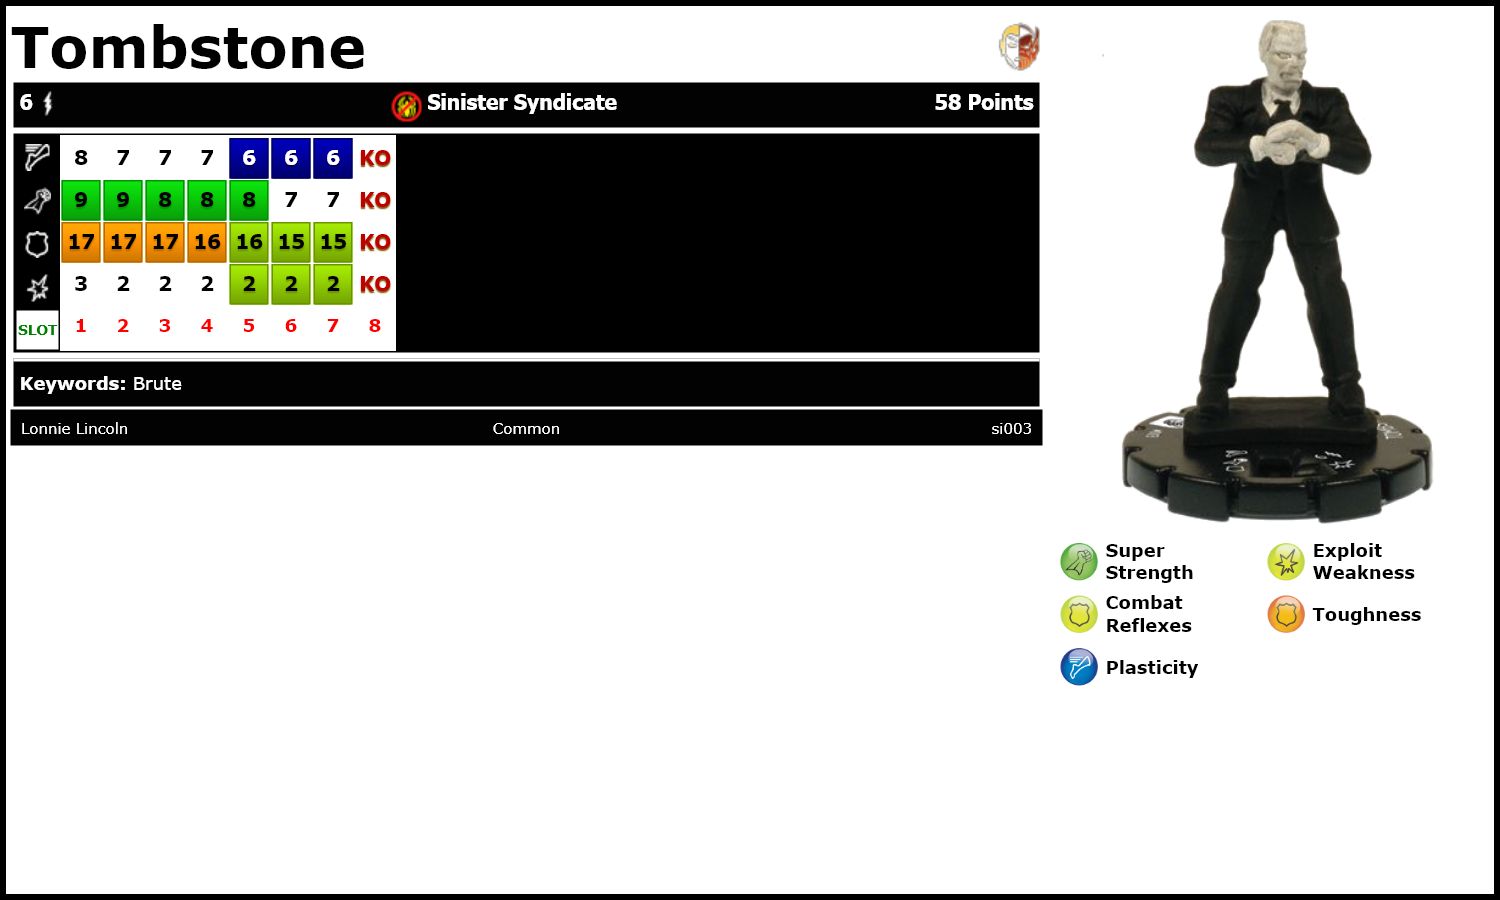 Tombstone
6 Sinister Syndicate 58 Points
8 7 7 7 6 6 6 KO
9 9 8 8 8 7 7 KO
17 17 17 16 16 15 15 KO
3 2 2 2 2 2 2 KO
SLOT 1 2 3 4 5 6 7 8
Keywords: Brute
Lonnie Lincoln Common si003
Super Strength
Exploit Weakness
Combat Reflexes
Toughness
Plasticity